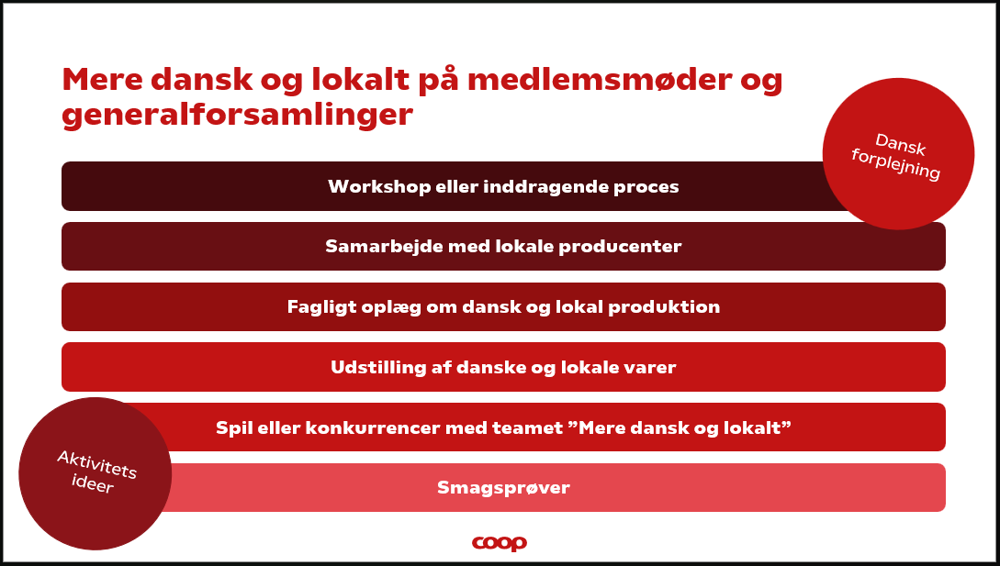 Mere dansk og lokalt på medlemsmøder og
generalforsamlinger
Dansk
forplejning
Workshop eller inddragende proces
Samarbejde med lokale producenter
Fagligt oplæg om dansk og lokal produktion
Udstilling af danske og lokale varer
Spil eller konkurrencer med teamet ”Mere dansk og lokalt”
Smagsprøver
Aktivitets
ideer
coop